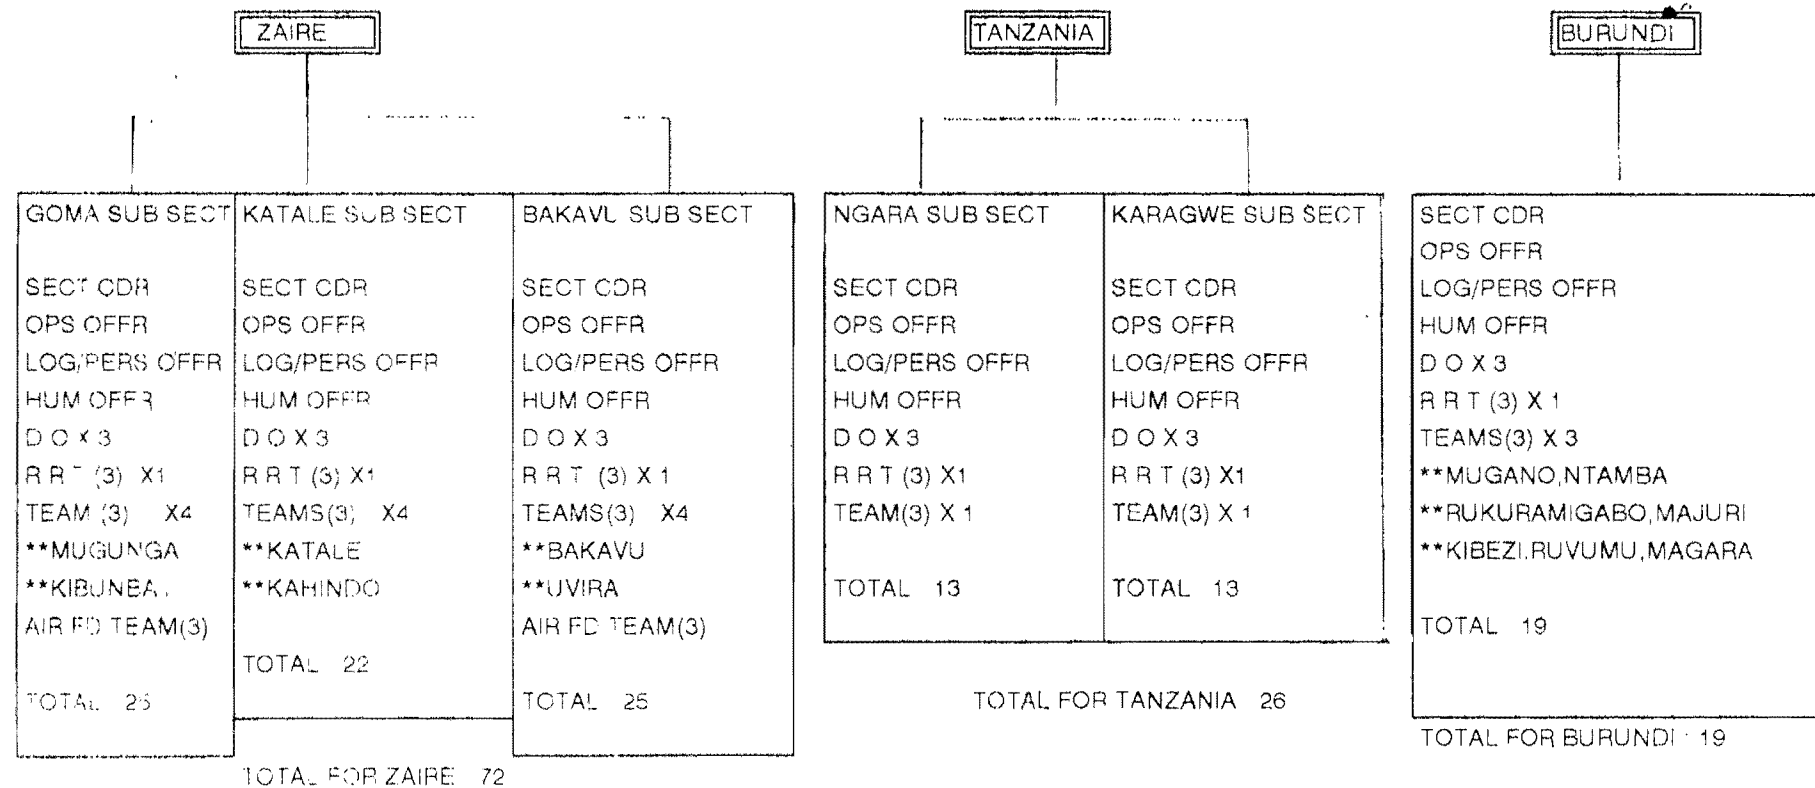 ZAIRE
TANZANIA
BURUNDI
GOMA SUB SECT
SECT CDR
OPS OFFR
LOG/PERS OFFR
HUM OFFR
D O X 3
R R T (3) X1
TEAM (3) X4
**MUGUNGA
**KIBUNBA
AIR FD TEAM(3)
TOTAL 25
KATALE SUB SECT
SECT CDR
OPS OFFR
LOG/PERS OFFR
HUM OFFR
D O X 3
R R T (3) X1
TEAMS(3) X4
**KATALE
**KAHINDO
TOTAL 22
BAKAVU SUB SECT
SECT CDR
OPS OFFR
LOG/PERS OFFR
HUM OFFR
D O X 3
R R T (3) X 1
TEAMS(3) X4
**BAKAVU
**UVIRA
AIR FD TEAM(3)
TOTAL 25
TOTAL FOR ZAIRE 72
NGARA SUB SECT
SECT CDR
OPS OFFR
LOG/PERS OFFR
HUM OFFR
D O X 3
R R T (3) X1
TEAM(3) X 1
TOTAL 13
KARAGWE SUB SECT
SECT CDR
OPS OFFR
LOG/PERS OFFR
HUM OFFR
D O X 3
R R T (3) X1
TEAM(3) X 1
TOTAL 13
TOTAL FOR TANZANIA 26
SECT CDR
OPS OFFR
LOG/PERS OFFR
HUM OFFR
D O X 3
R R T (3) X 1
TEAMS(3) X 3
**MUGANO,NTAMBA
**RUKURAMIGABO,MAJURI
**KIBEZI,RUVUMU,MAGARA
TOTAL 19
TOTAL FOR BURUNDI : 19